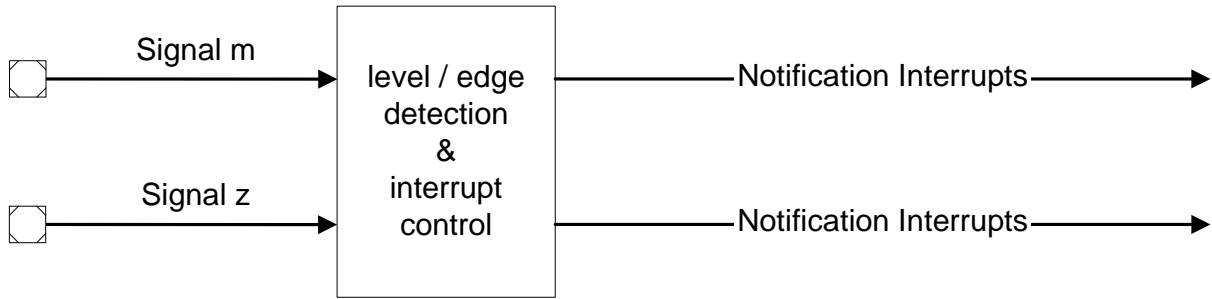 Signal m
Notification Interrupts
level / edge
detection
&
interrupt
control
Signal z
Notification Interrupts